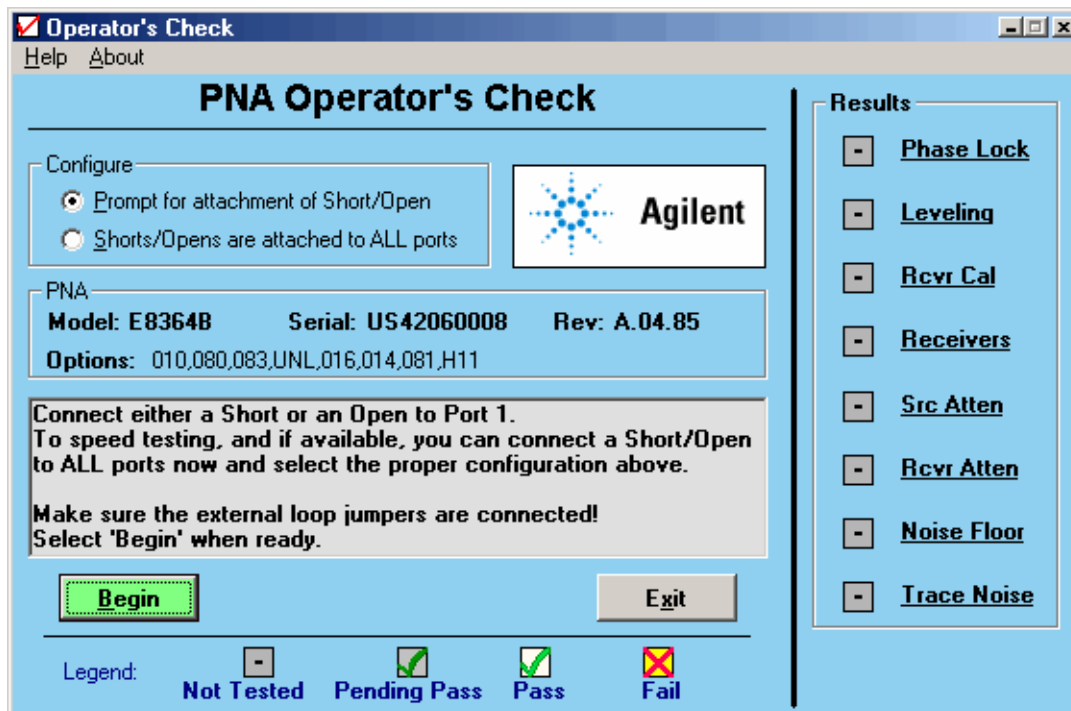 Operator's Check
Help About
PNA Operator's Check
Configure
Prompt for attachment of Short/Open
Shorts/Opens are attached to ALL ports
Agilent
PNA
Model: E8364B Serial: US42060008 Rev: A.04.85
Options: 010,080,083,UNL,016,014,081,H11
Connect either a Short or an Open to Port 1.
To speed testing, and if available, you can connect a Short/Open
to ALL ports now and select the proper configuration above.
Make sure the external loop jumpers are connected!
Select 'Begin' when ready.
Begin
Exit
Legend:
Not Tested
Pending Pass
Pass
Fail
Results
- Phase Lock
- Leveling
- Rcvr Cal
- Receivers
- Src Atten
- Rcvr Atten
- Noise Floor
- Trace Noise